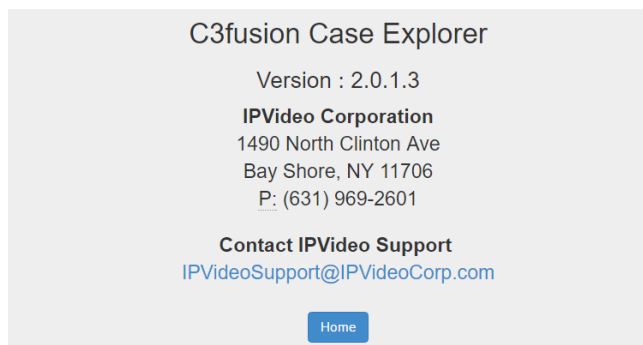 C3fusion Case Explorer
Version : 2.0.1.3
IPVideo Corporation
1490 North Clinton Ave
Bay Shore, NY 11706
P: (631) 969-2601
Contact IPVideo Support
IPVideoSupport@IPVideoCorp.com
Home